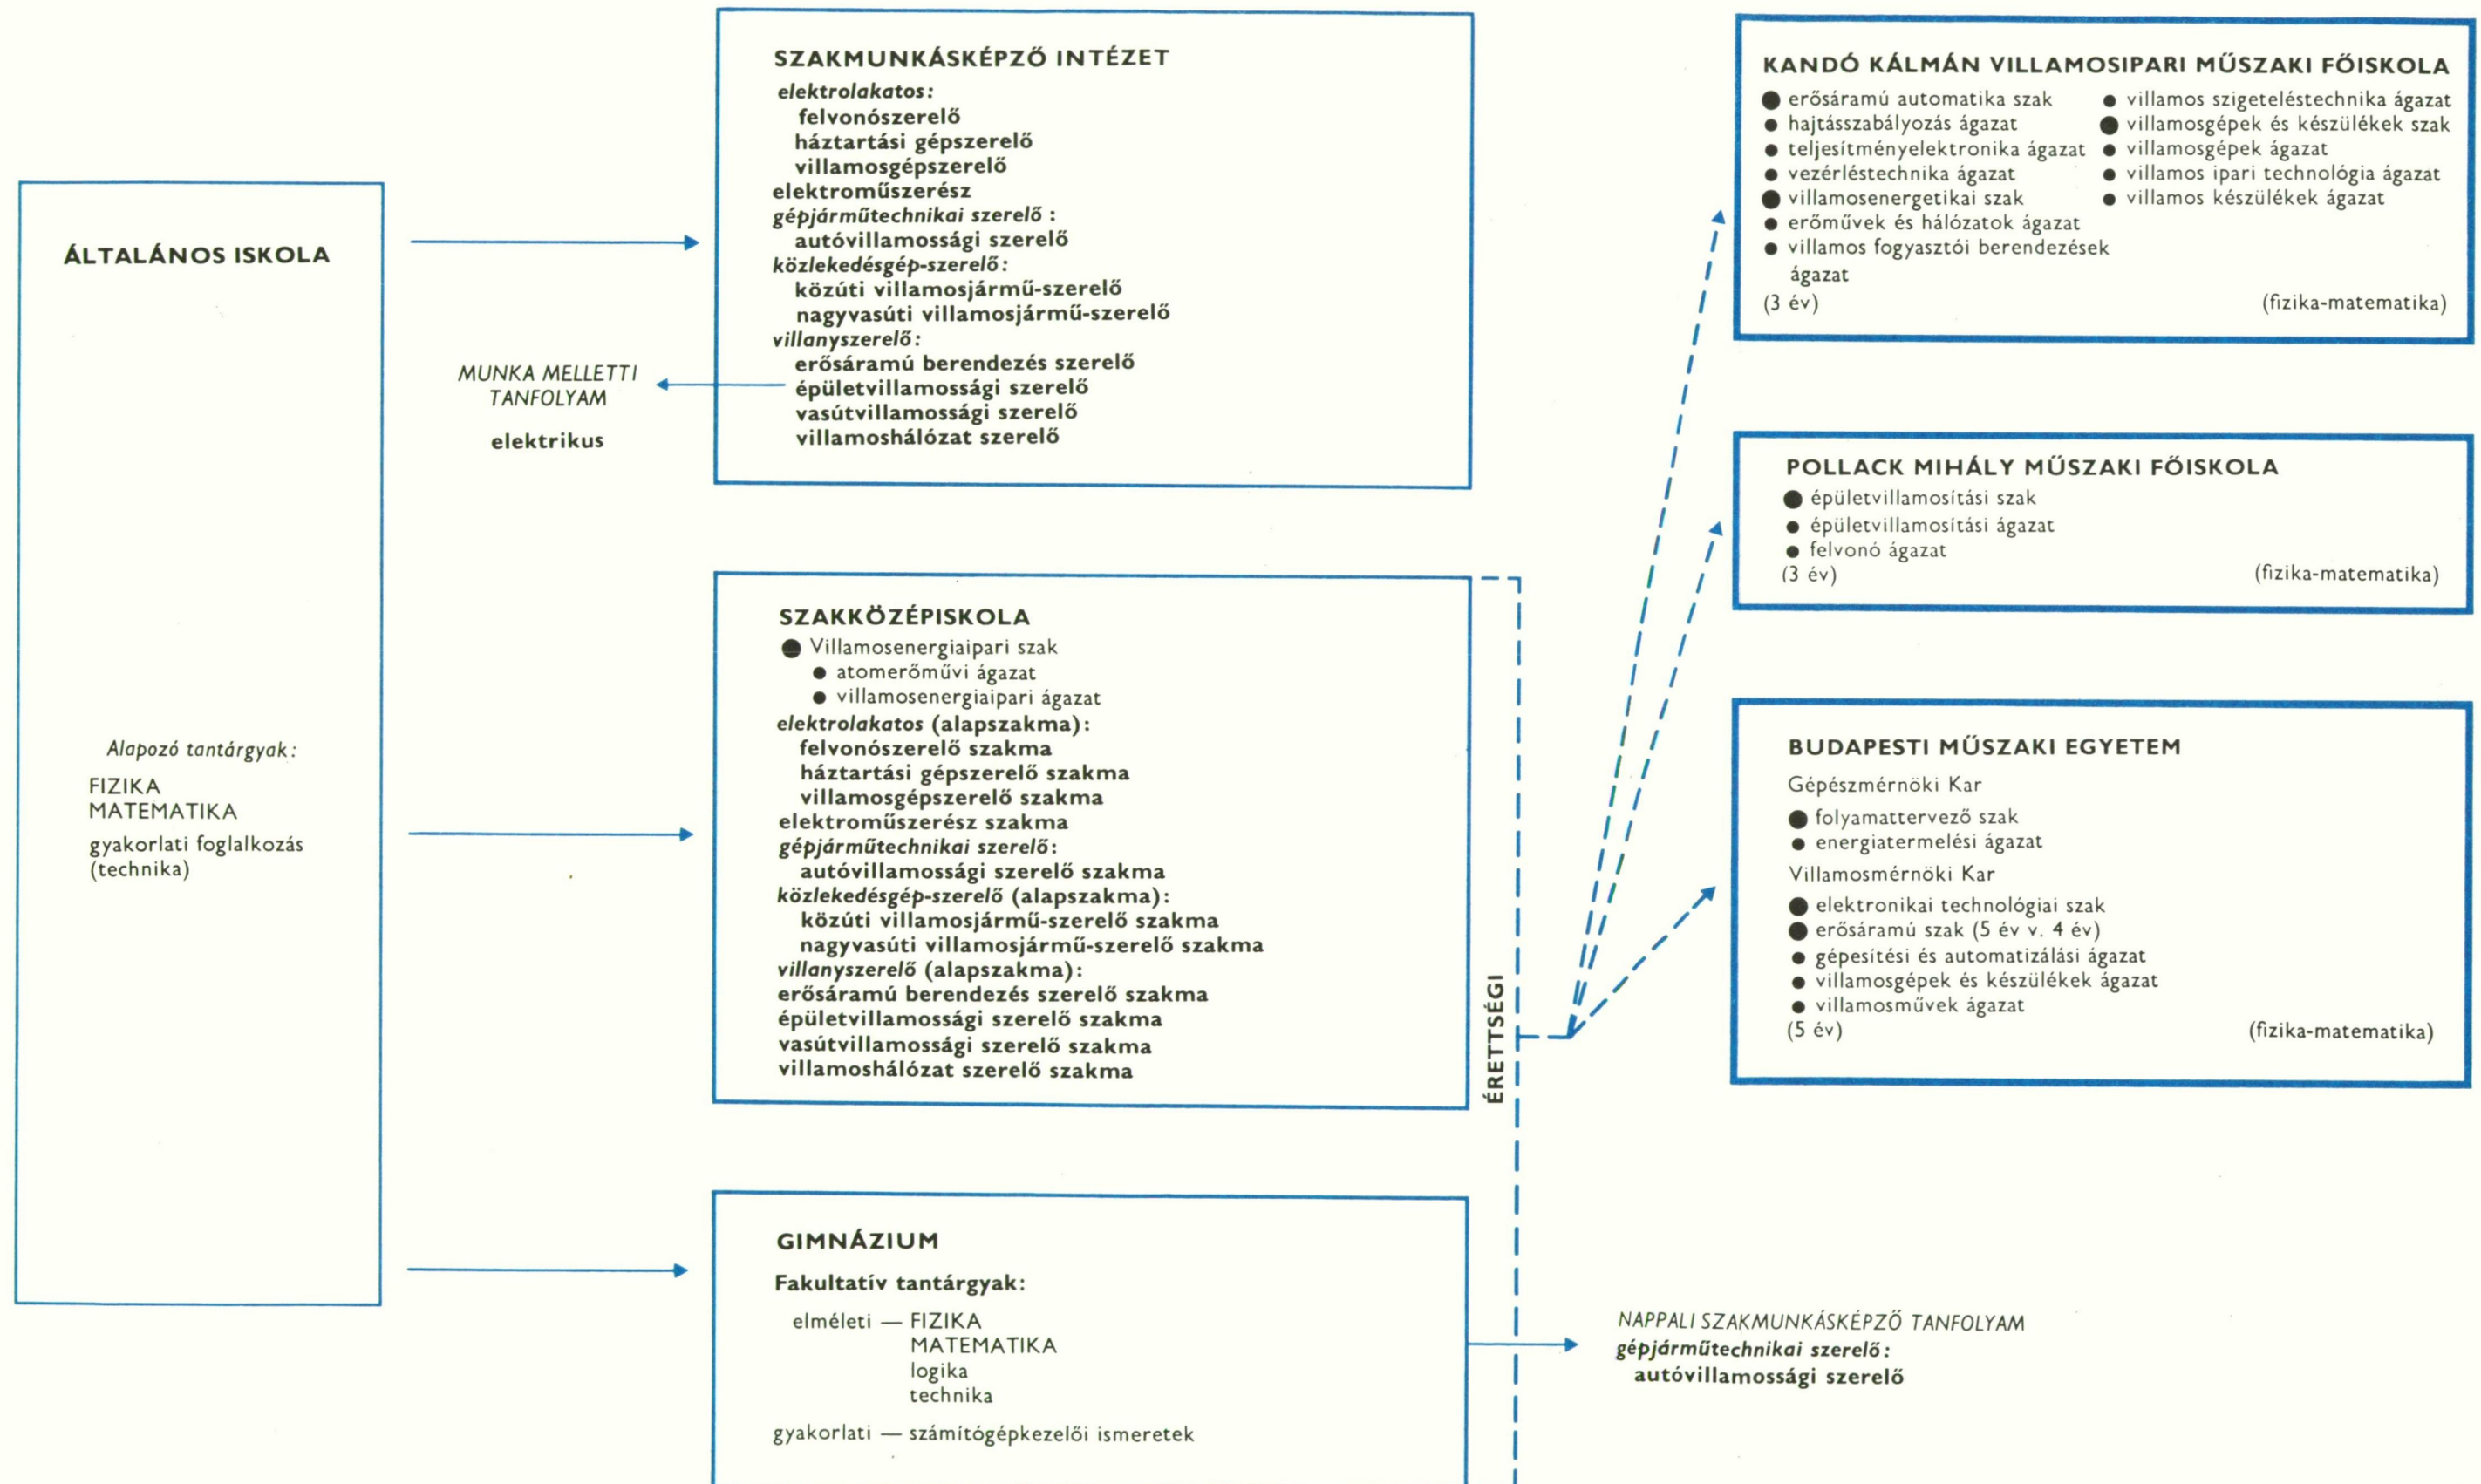 ÁLTALÁNOS ISKOLA
Alapozó tantárgyak:
FIZIKA
MATEMATIKA
gyakorlati foglalkozás
(technika)
MUNKA MELLETTI
TANFOLYAM
elektrikus
SZAKMUNKÁSKÉPZŐ INTÉZET
elektrolakatos:
felvonószerelő
háztartási gépszerelő
villamosgépszerelő
elektroműszerész
gépjárműtechnikai szerelő :
autóvillamossági szerelő
közlekedésgép-szerelő:
közúti villamosjármű-szerelő
nagyvasúti villamosjármű-szerelő
villanyszerelő:
erősáramú berendezés szerelő
épületvillamossági szerelő
vasútvillamossági szerelő
villamoshálózat szerelő
SZAKKÖZÉPISKOLA
● Villamosenergiaipari szak
● atomerőművi ágazat
● villamosenergiaipari ágazat
elektrolakatos (alapszakma):
felvonószerelő szakma
háztartási gépszerelő szakma
villamosgépszerelő szakma
elektroműszerész szakma
gépjárműtechnikai szerelő:
autóvillamossági szerelő szakma
közlekedésgép-szerelő (alapszakma):
közúti villamosjármű-szerelő szakma
nagyvasúti villamosjármű-szerelő szakma
villanyszerelő (alapszakma):
erősáramú berendezés szerelő szakma
épületvillamossági szerelő szakma
vasútvillamossági szerelő szakma
villamoshálózat szerelő szakma
ÉRETTSÉGI
GIMNÁZIUM
Fakultatív tantárgyak:
elméleti — FIZIKA
MATEMATIKA
logika
technika
gyakorlati — számítógépkezelői ismeretek
KANDÓ KÁLMÁN VILLAMOSIPARI MŰSZAKI FŐISKOLA
● erősáramú automatika szak
● hajtásszabályozás ágazat
● teljesítményelektronika ágazat
● vezérléstechnika ágazat
● villamosenergetikai szak
● erőművek és hálózatok ágazat
● villamos fogyasztói berendezések
ágazat
● villamos szigeteléstechnika ágazat
● villamosgépek és készülékek szak
● villamosgépek ágazat
● villamos ipari technológia ágazat
● villamos készülékek ágazat
(3 év) (fizika-matematika)
POLLACK MIHÁLY MŰSZAKI FŐISKOLA
● épületvillamosítási szak
● épületvillamosítási ágazat
● felvonó ágazat
(3 év) (fizika-matematika)
BUDAPESTI MŰSZAKI EGYETEM
Gépészmérnöki Kar
● folyamattervező szak
● energiatermelési ágazat
Villamosmérnöki Kar
● elektronikai technológiai szak
● erősáramú szak (5 év v. 4 év)
● gépesítési és automatizálási ágazat
● villamosgépek és készülékek ágazat
● villamosművek ágazat
(5 év) (fizika-matematika)
NAPPALI SZAKMUNKÁSKÉPZŐ TANFOLYAM
gépjárműtechnikai szerelő:
autóvillamossági szerelő